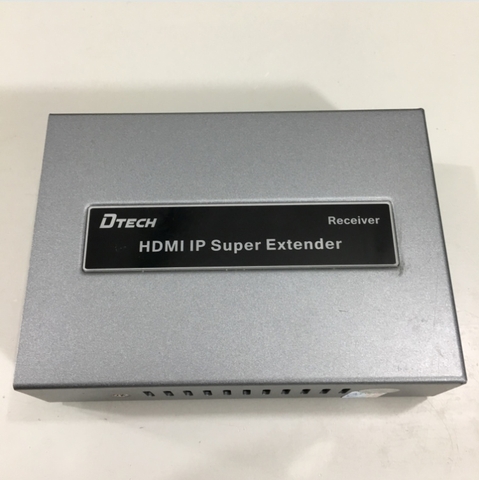 DTECH
Receiver
HDMI IP Super Extender